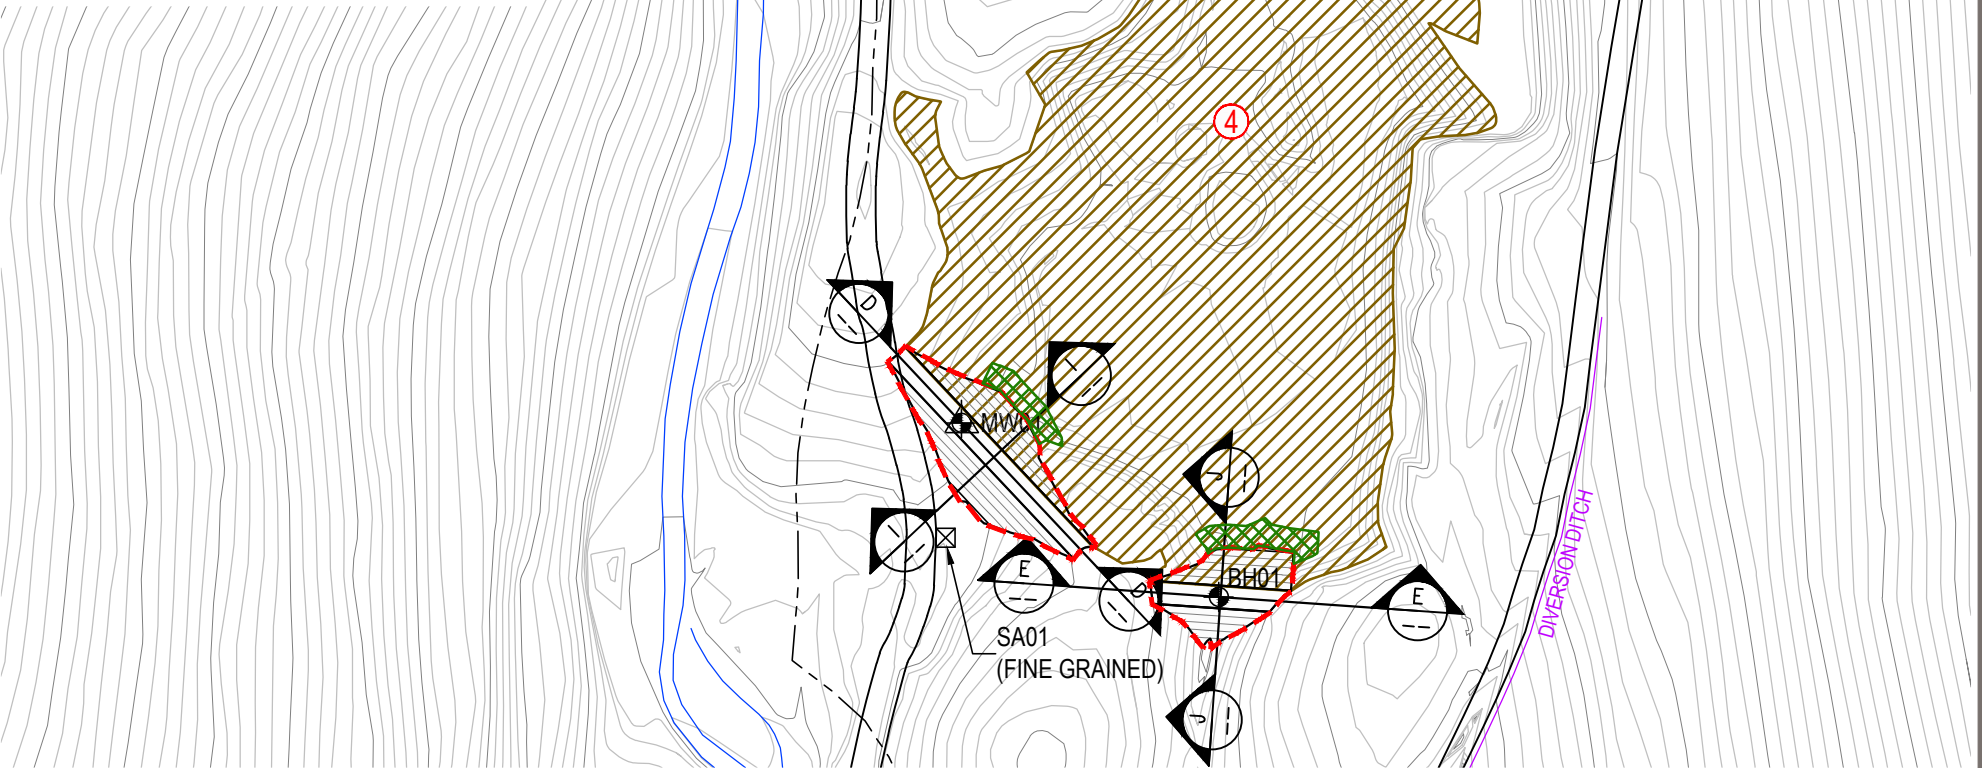 4
D
I
MW01
J
I
E
D
BH01
E
SA01
(FINE GRAINED)
J
DIVERSION DITCH